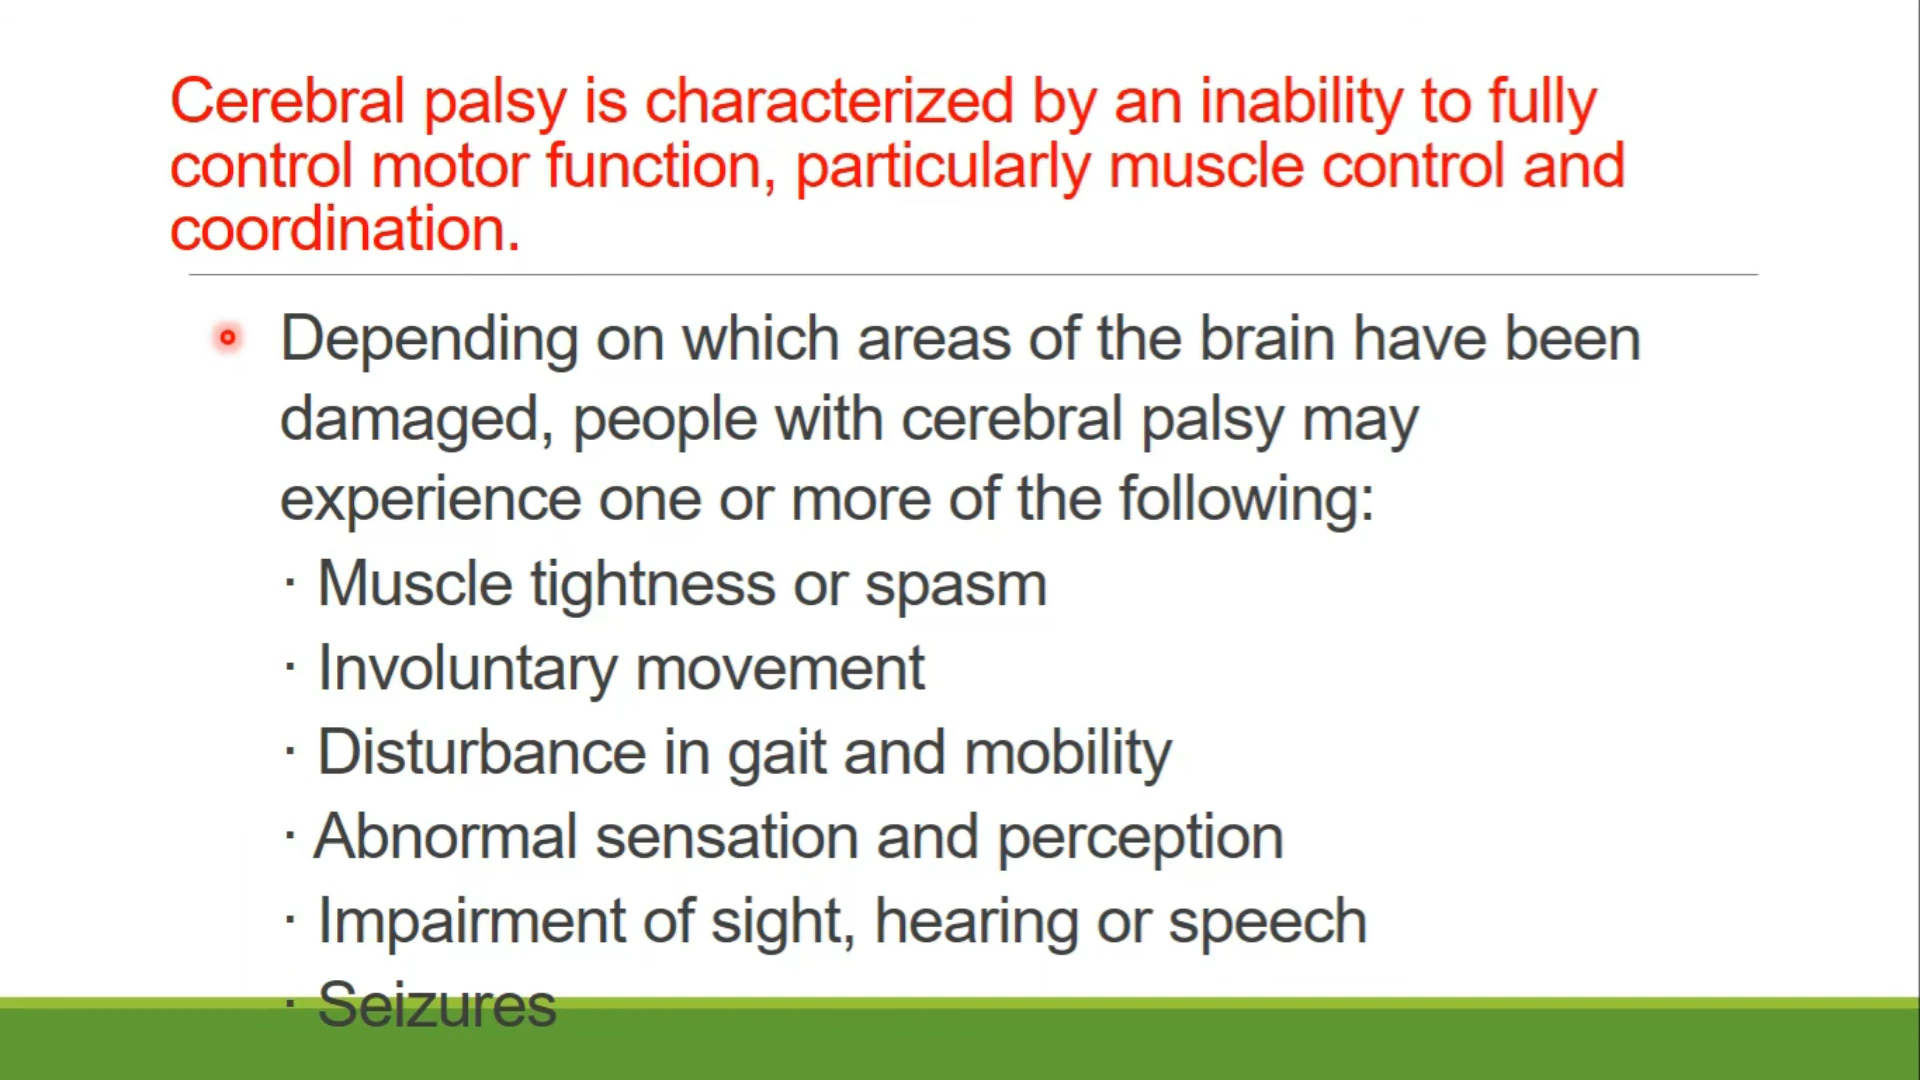 Cerebral palsy is characterized by an inability to fully
control motor function, particularly muscle control and
coordination.
Depending on which areas of the brain have been
damaged, people with cerebral palsy may
experience one or more of the following:
· Muscle tightness or spasm
· Involuntary movement
· Disturbance in gait and mobility
· Abnormal sensation and perception
· Impairment of sight, hearing or speech
· Seizures